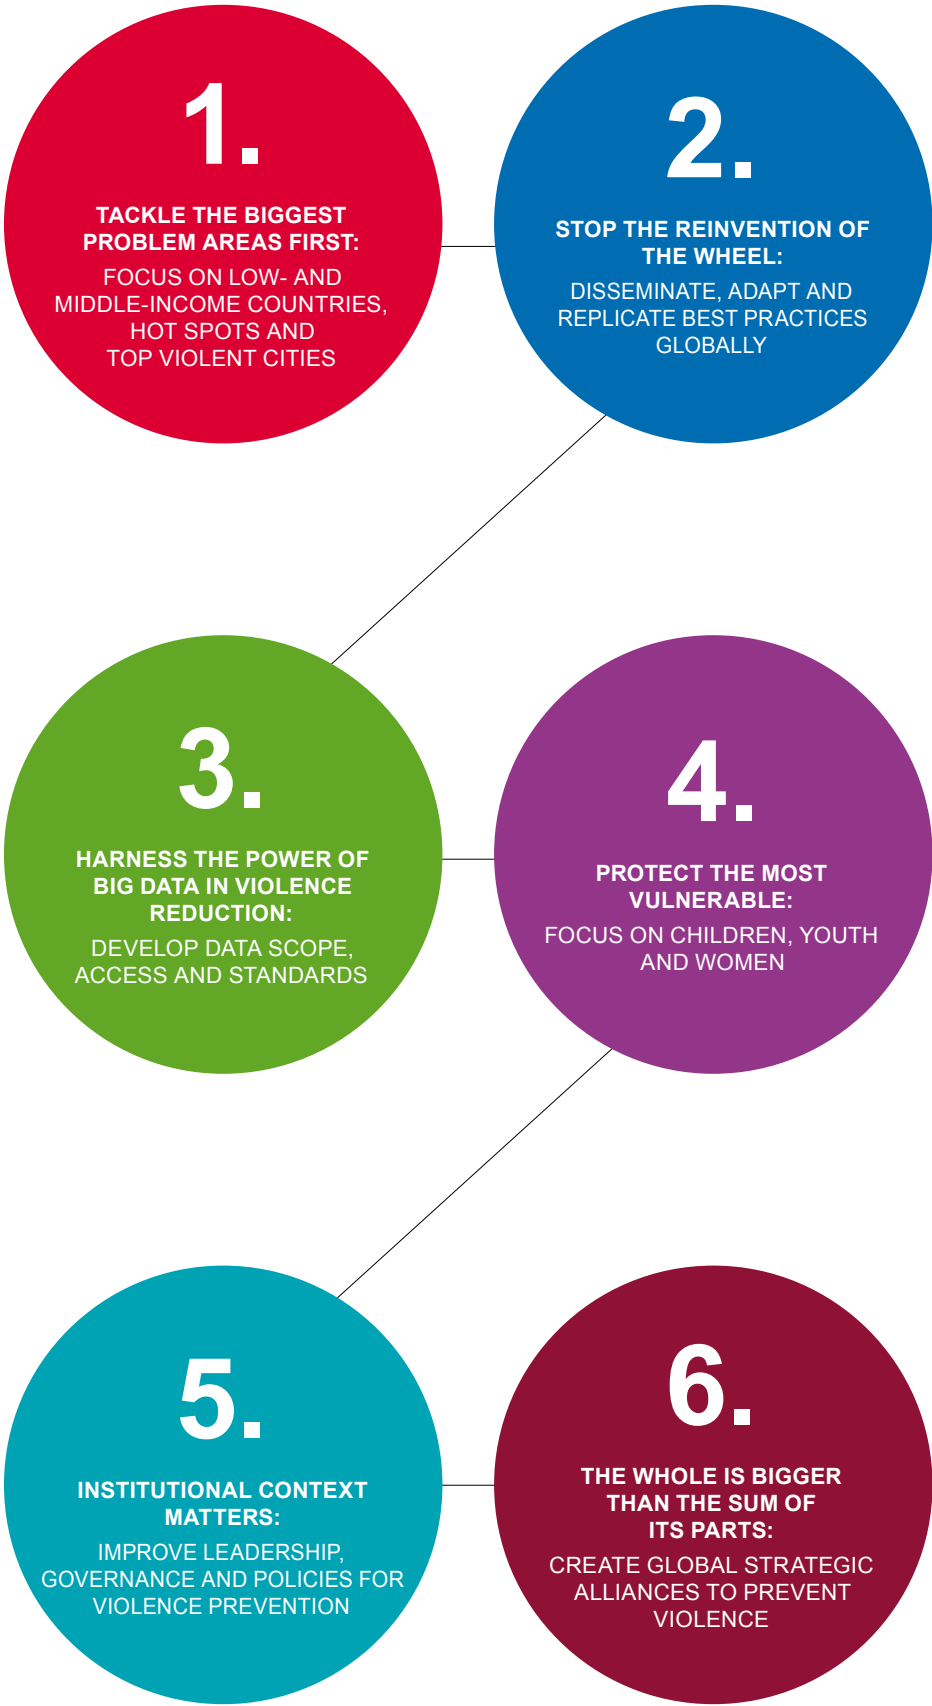 1.
TACKLE THE BIGGEST
PROBLEM AREAS FIRST:
FOCUS ON LOW- AND
MIDDLE-INCOME COUNTRIES,
HOT SPOTS AND
TOP VIOLENT CITIES
2.
STOP THE REINVENTION OF
THE WHEEL:
DISSEMINATE, ADAPT AND
REPLICATE BEST PRACTICES
GLOBALLY
3.
HARNESS THE POWER OF
BIG DATA IN VIOLENCE
REDUCTION:
DEVELOP DATA SCOPE,
ACCESS AND STANDARDS
4.
PROTECT THE MOST
VULNERABLE:
FOCUS ON CHILDREN, YOUTH
AND WOMEN
5.
INSTITUTIONAL CONTEXT
MATTERS:
IMPROVE LEADERSHIP,
GOVERNANCE AND POLICIES FOR
VIOLENCE PREVENTION
6.
THE WHOLE IS BIGGER
THAN THE SUM OF
ITS PARTS:
CREATE GLOBAL STRATEGIC
ALLIANCES TO PREVENT
VIOLENCE